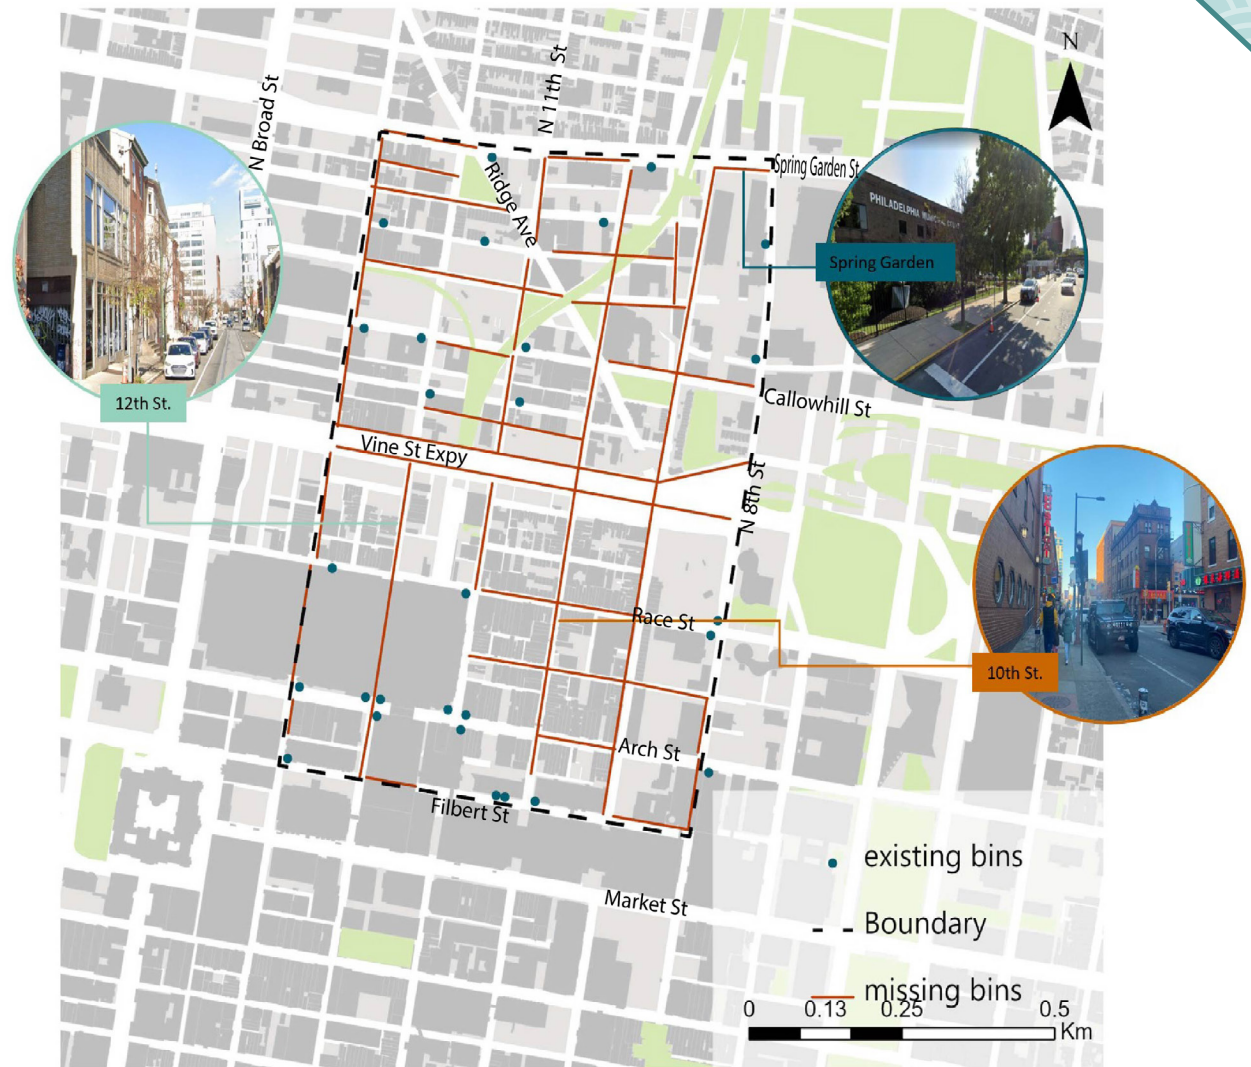 N
N Broad St
N 11th St
Spring Garden St
Ridge Ave
PHILADELPHIA
Spring Garden
12th St.
Callowhill St
Vine St Expy
N 8th St
Race St
10th St.
Arch St
Filbert St
existing bins
Market St
Boundary
missing bins
0 0.13 0.25 0.5
Km